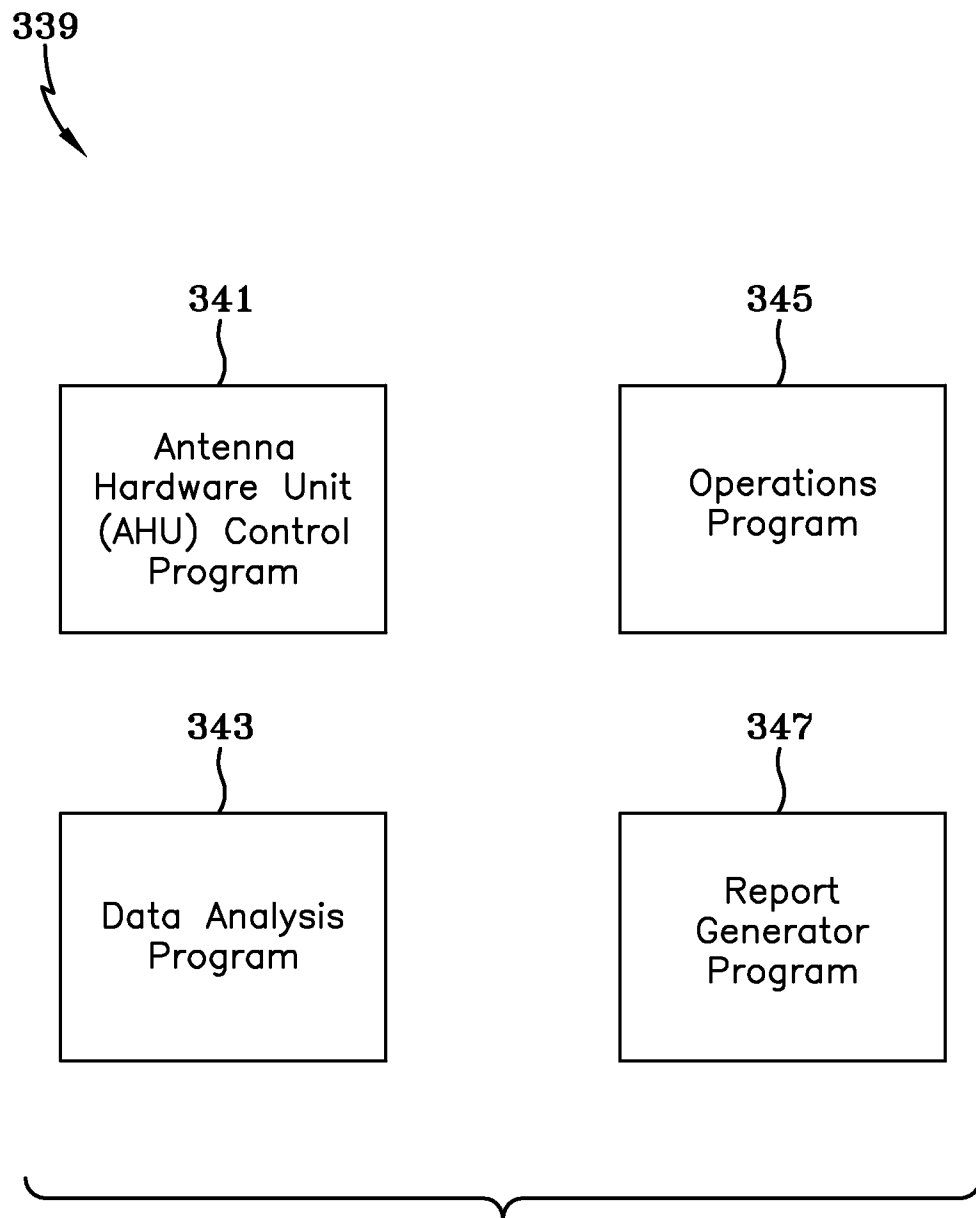 339
341
Antenna
Hardware Unit
(AHU) Control
Program
345
Operations
Program
343
Data Analysis
Program
347
Report
Generator
Program